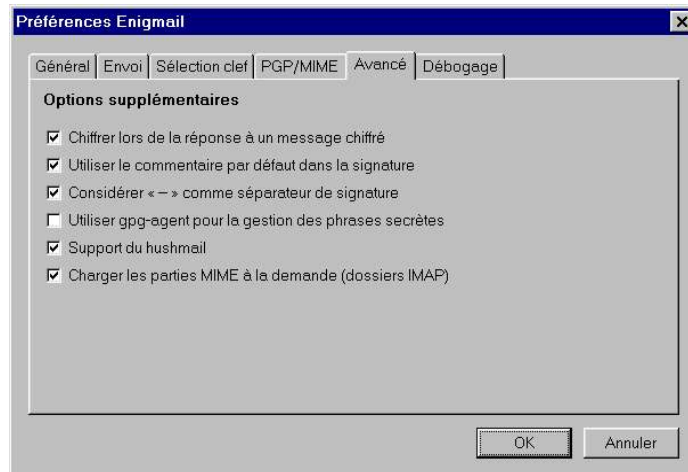 Préférences Enigmail
Général Envoi Sélection clef PGP/MIME Avancé Débogage
Options supplémentaires
Chiffrer lors de la réponse à un message chiffré
Utiliser le commentaire par défaut dans la signature
Considérer « – » comme séparateur de signature
Utiliser gpg-agent pour la gestion des phrases secrètes
Support du hushmail
Charger les parties MIME à la demande (dossiers IMAP)
OK Annuler